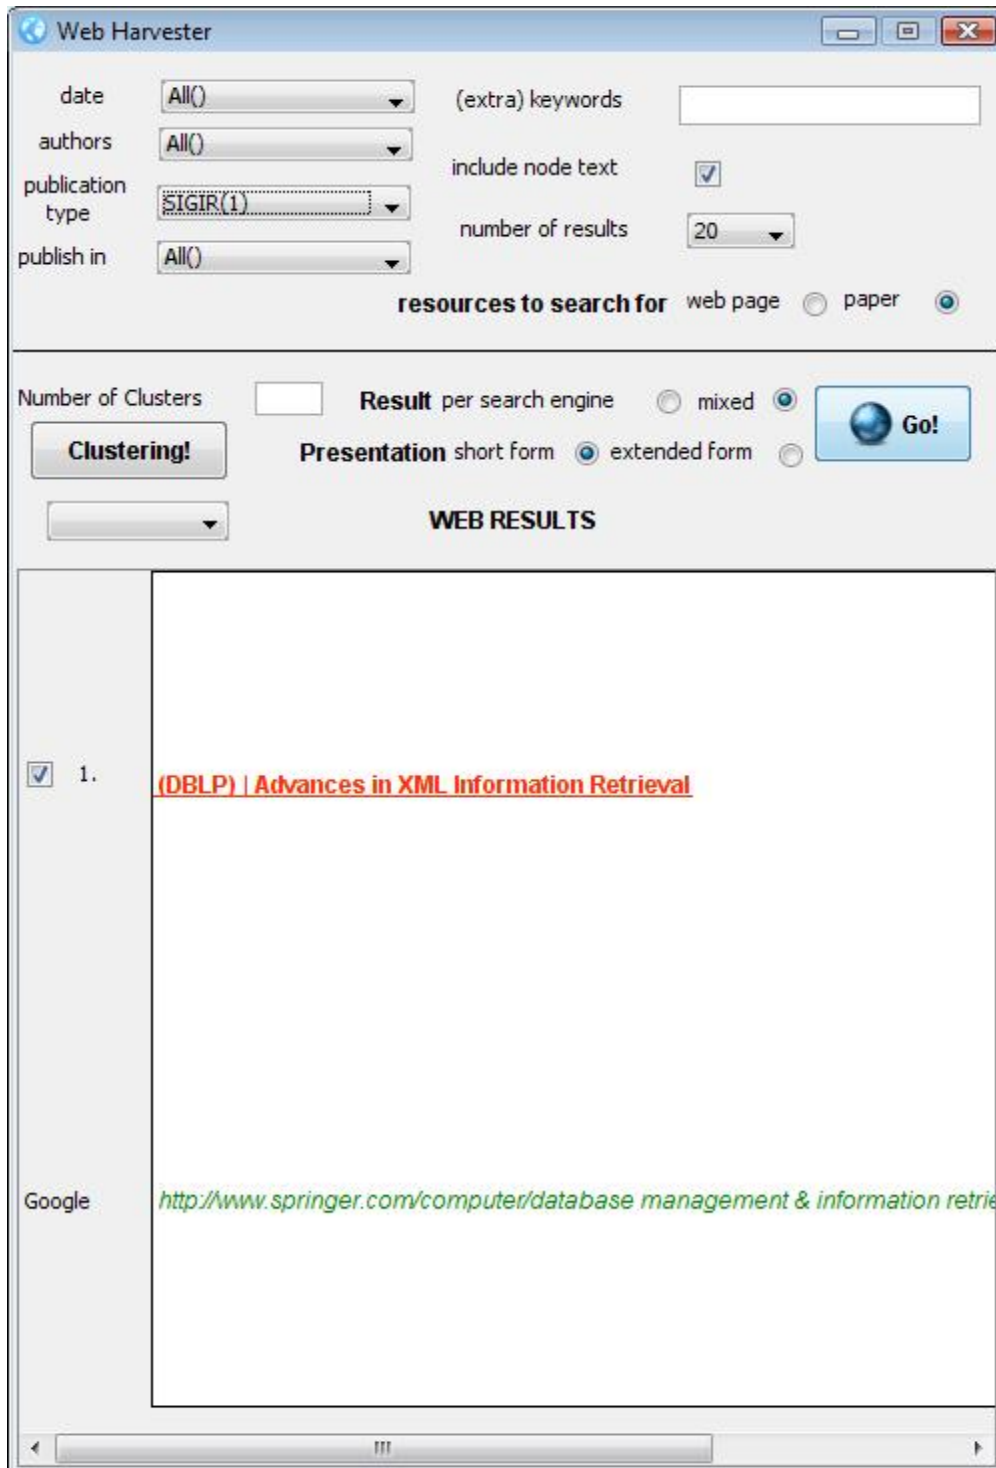 Web Harvester
date All() (extra) keywords
authors All()
include node text
publication type SIGIR(1)
number of results 20
publish in All()
resources to search for web page paper
Number of Clusters Result per search engine mixed
Go!
Clustering! Presentation short form extended form
WEB RESULTS
1. (DBLP) | Advances in XML Information Retrieval
Google http://www.springer.com/computer/database management & information retrie